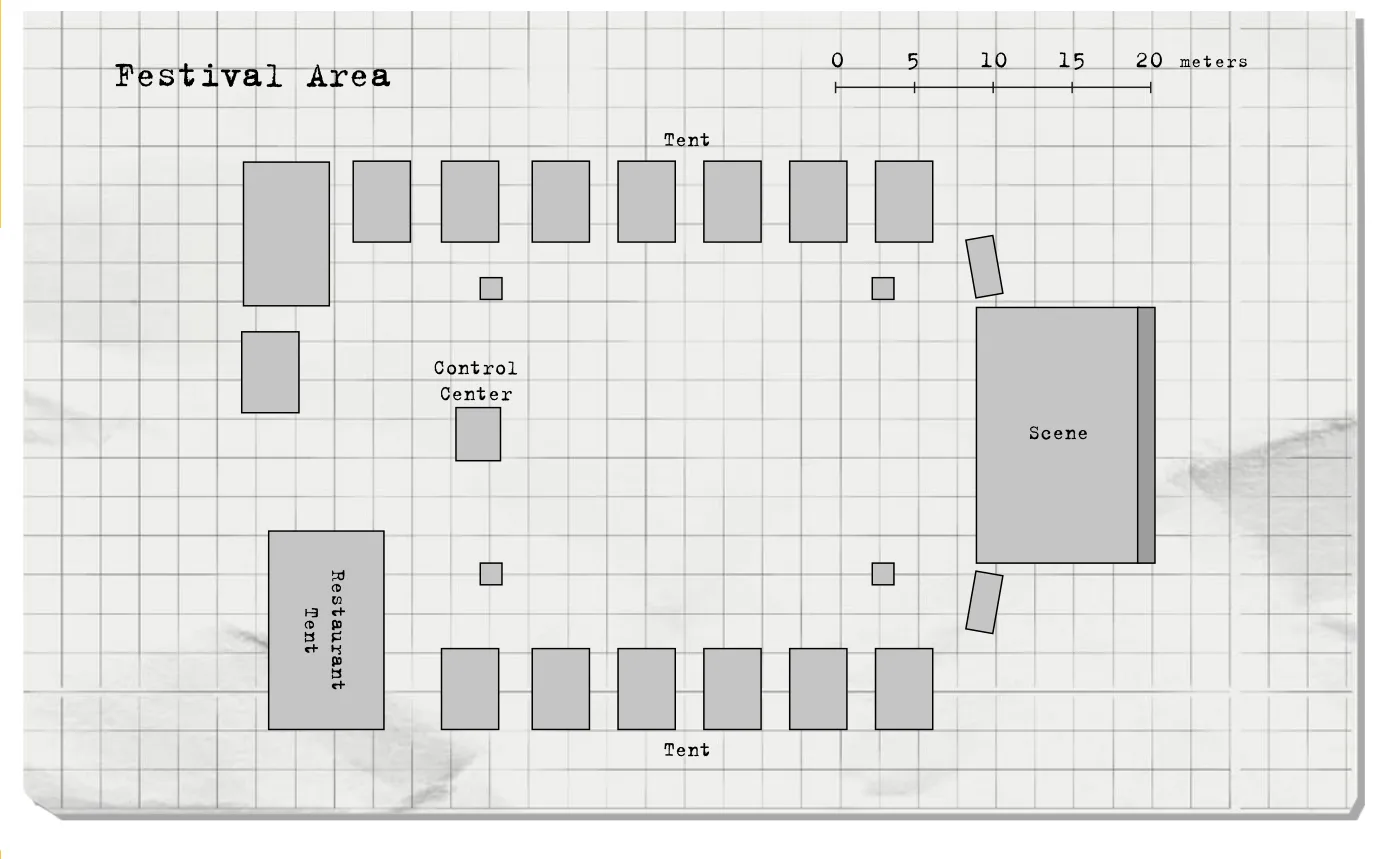 Festival Area
0 5 10 15 20 meters
Tent
Control
Center
Scene
Restaurant
Tent
Tent